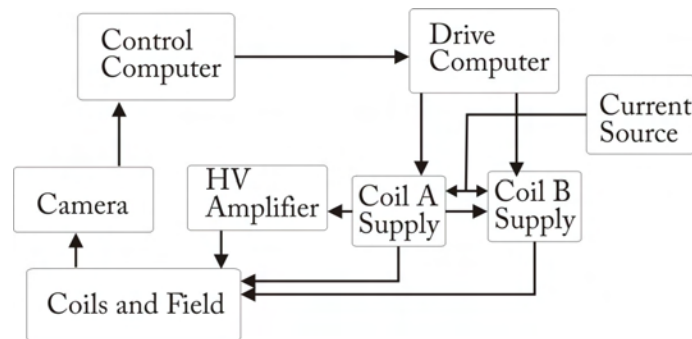 Control
Computer
Drive
Computer
Current
Source
Camera
HV
Amplifier
Coil A
Supply
Coil B
Supply
Coils and Field